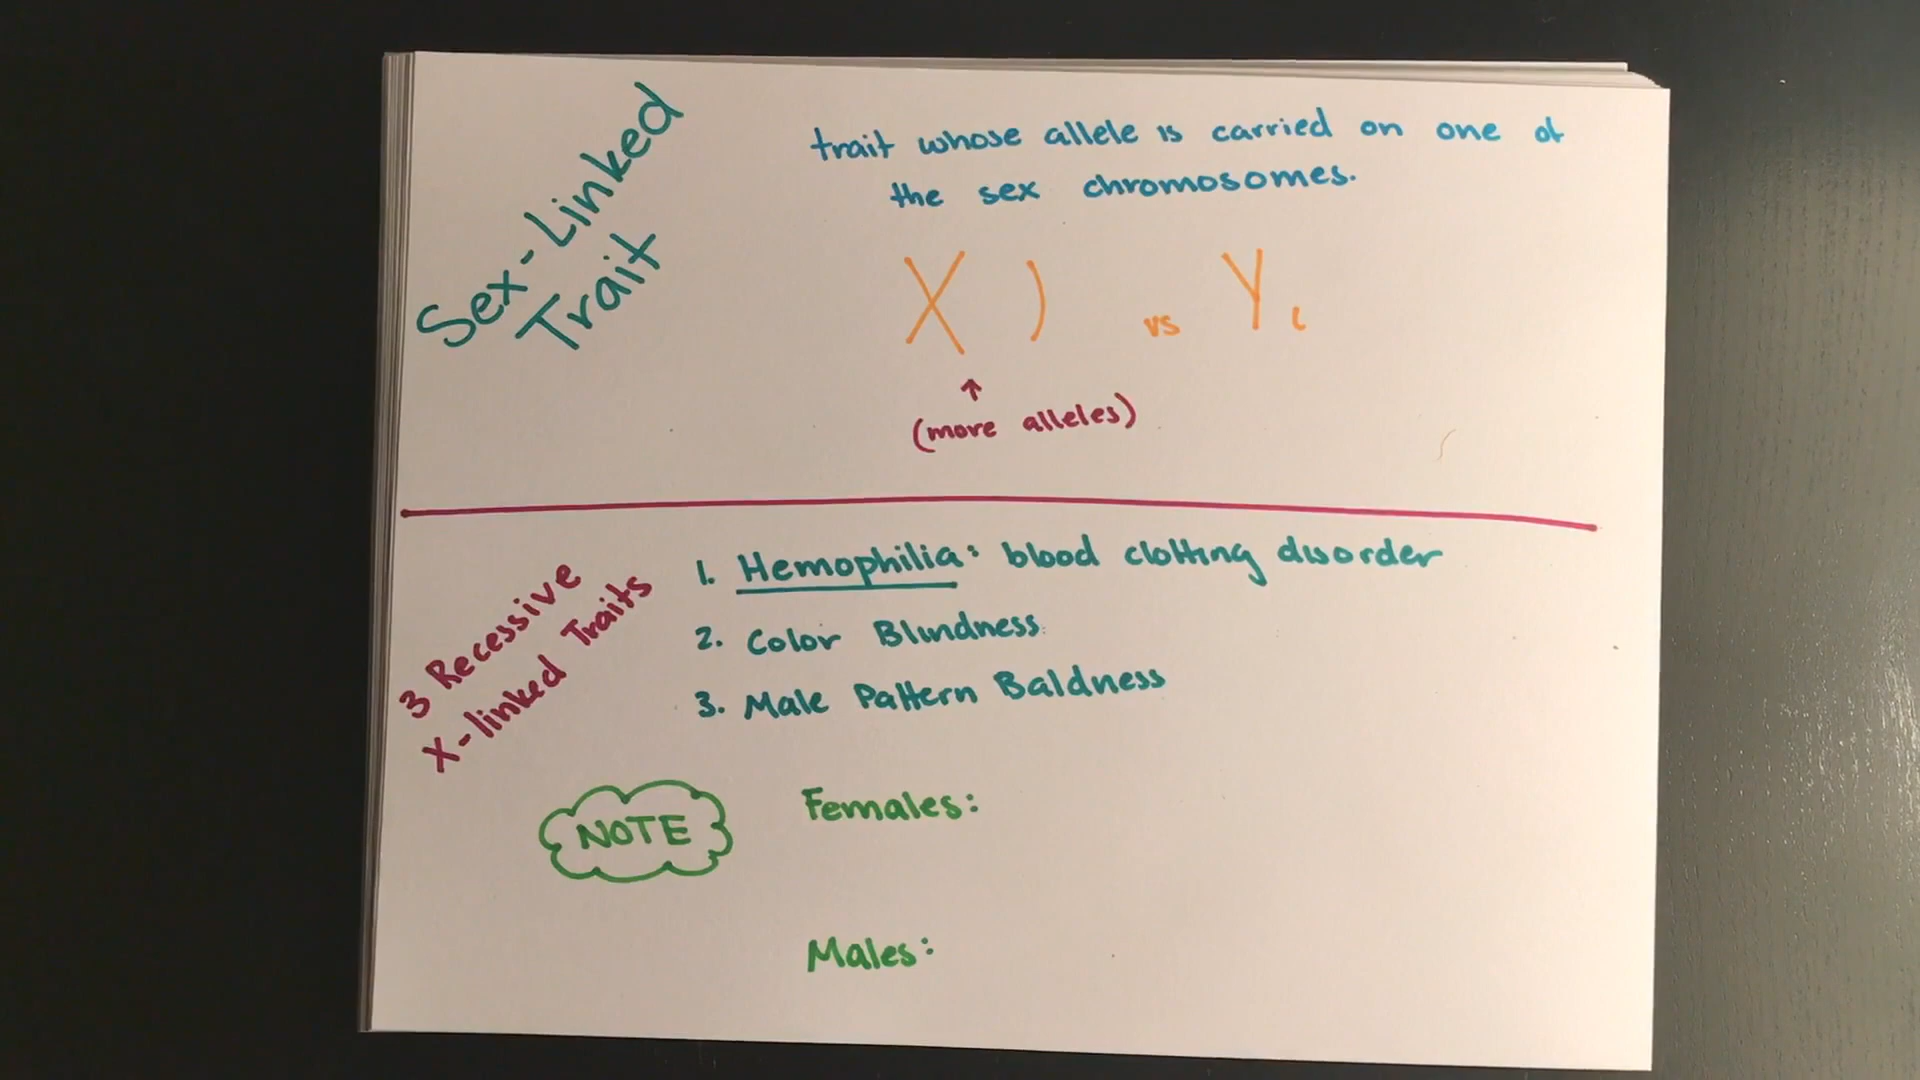 Sex-Linked
Trait
trait whose allele is carried on one of
the sex chromosomes.
X ) vs Y
(more alleles)
3 Recessive
X-linked Traits
1. Hemophilia: blood clotting disorder
2. Color Blindness
3. Male Pattern Baldness
NOTE
Females:
Males: